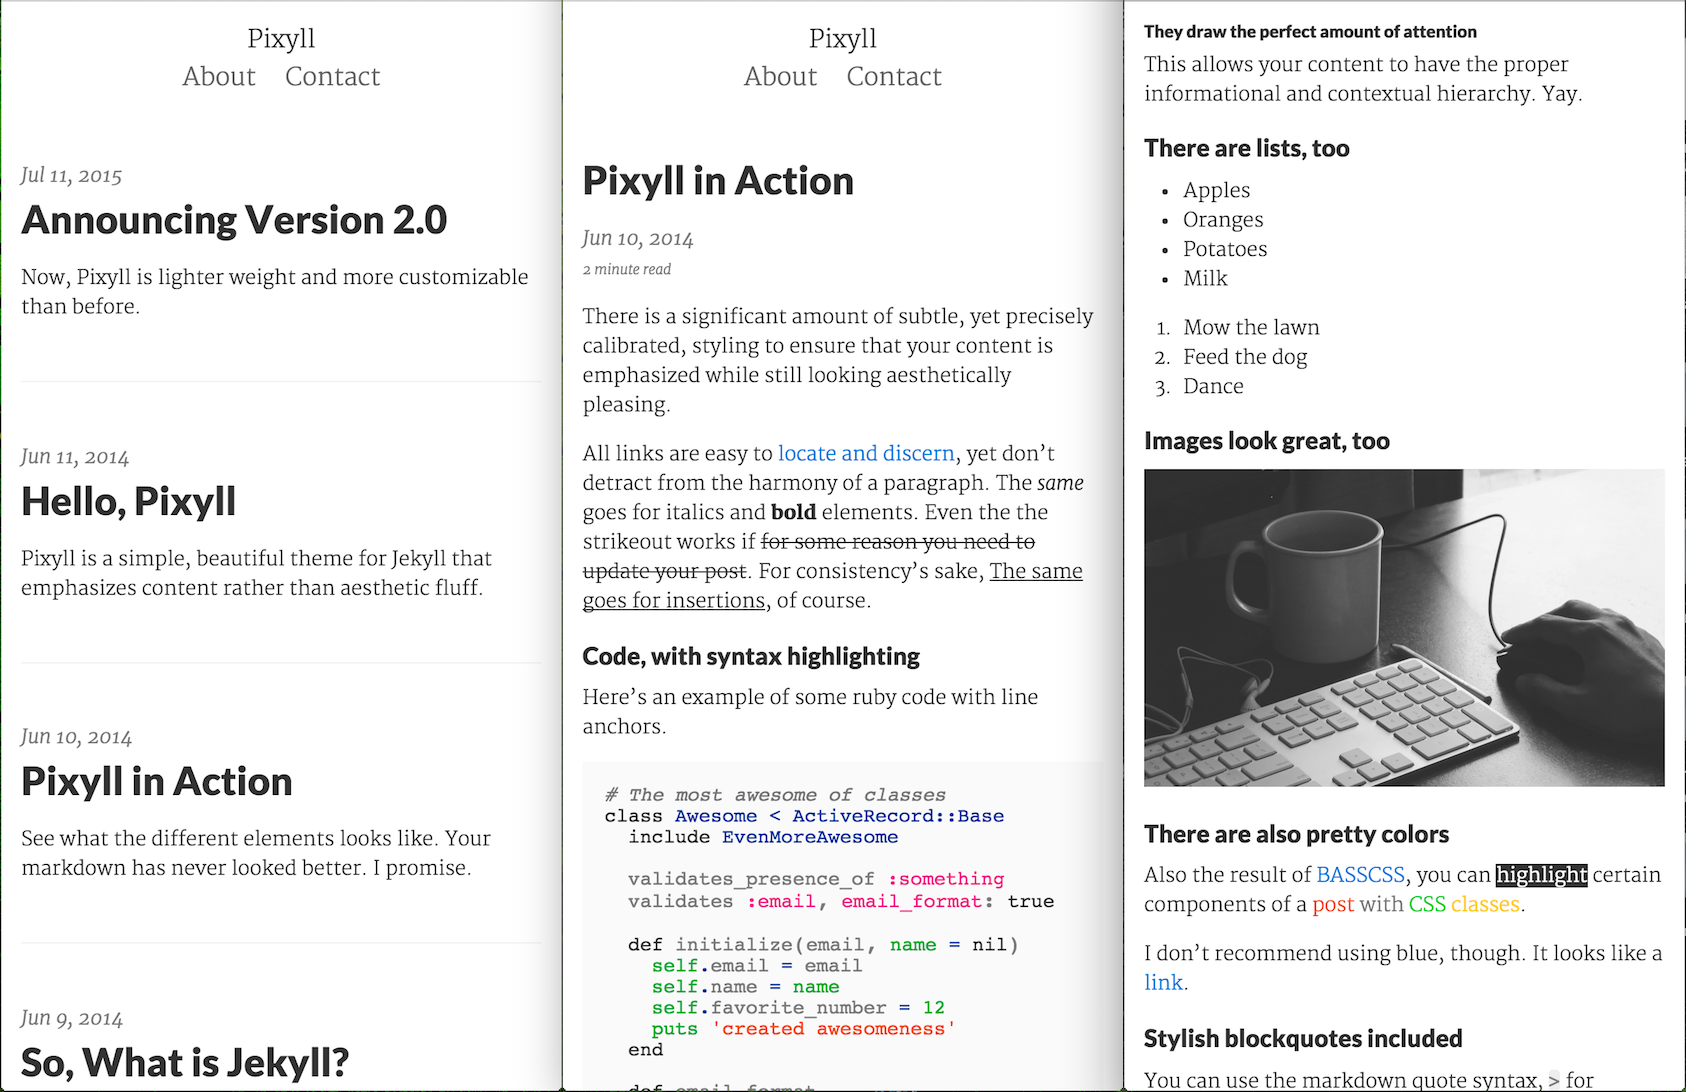 Pixyll
About Contact
Jul 11, 2015
Announcing Version 2.0
Now, Pixyll is lighter weight and more customizable
than before.
Jun 11, 2014
Hello, Pixyll
Pixyll is a simple, beautiful theme for Jekyll that
emphasizes content rather than aesthetic fluff.
Jun 10, 2014
Pixyll in Action
See what the different elements looks like. Your
markdown has never looked better. I promise.
Jun 9, 2014
So, What is Jekyll?
Pixyll
About Contact
Pixyll in Action
Jun 10, 2014
2 minute read
There is a significant amount of subtle, yet precisely
calibrated, styling to ensure that your content is
emphasized while still looking aesthetically
pleasing.
All links are easy to locate and discern, yet don’t
detract from the harmony of a paragraph. The same
goes for italics and bold elements. Even the the
strikeout works if for some reason you need to
update your post. For consistency’s sake, The same
goes for insertions, of course.
Code, with syntax highlighting
Here’s an example of some ruby code with line
anchors.
# The most awesome of classes
class Awesome < ActiveRecord::Base
  include EvenMoreAwesome
  validates_presence_of :something
  validates :email, email_format: true
  def initialize(email, name = nil)
    self.email = email
    self.name = name
    self.favorite_number = 12
    puts 'created awesomeness'
  end
  def email_format
They draw the perfect amount of attention
This allows your content to have the proper
informational and contextual hierarchy. Yay.
There are lists, too
• Apples
• Oranges
• Potatoes
• Milk
1. Mow the lawn
2. Feed the dog
3. Dance
Images look great, too
There are also pretty colors
Also the result of BASSCSS, you can highlight certain
components of a post with CSS classes.
I don’t recommend using blue, though. It looks like a
link.
Stylish blockquotes included
You can use the markdown quote syntax, > for